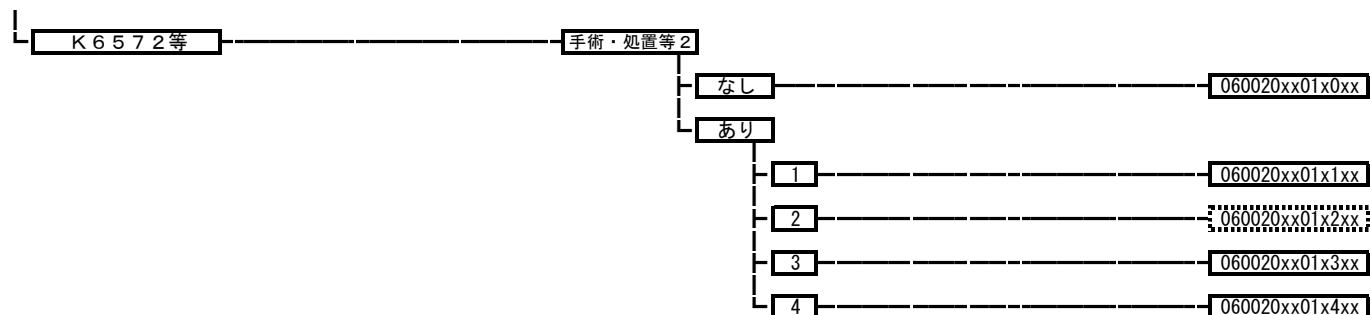 Ｋ６５７２等 手術・処置等２
なし 060020xx01x0xx
あり
1 060020xx01x1xx
2 060020xx01x2xx
3 060020xx01x3xx
4 060020xx01x4xx